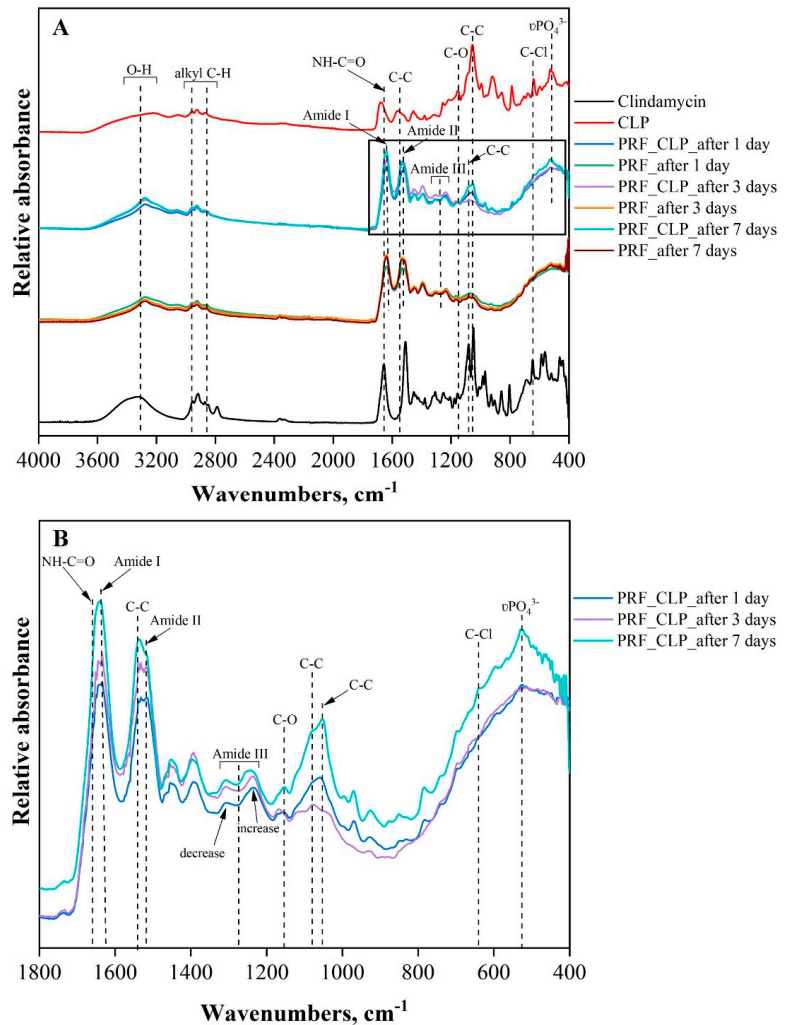 A
O-H
alkyl C-H
NH-C=O
C-C
C-O
C-C
C-Cl
υPO₄³⁻
Amide I
Amide II
Amide III
C-C
Relative absorbance
4000 3600 3200 2800 2400 2000 1600 1200 800 400
Wavenumbers, cm⁻¹
Clindamycin
CLP
PRF_CLP_after 1 day
PRF_after 1 day
PRF_CLP_after 3 days
PRF_after 3 days
PRF_CLP_after 7 days
PRF_after 7 days
B
NH-C=O
Amide I
C-C
Amide II
Amide III
decrease
increase
C-O
C-C
C-C
C-Cl
υPO₄³⁻
Relative absorbance
1800 1600 1400 1200 1000 800 600 400
Wavenumbers, cm⁻¹
PRF_CLP_after 1 day
PRF_CLP_after 3 days
PRF_CLP_after 7 days